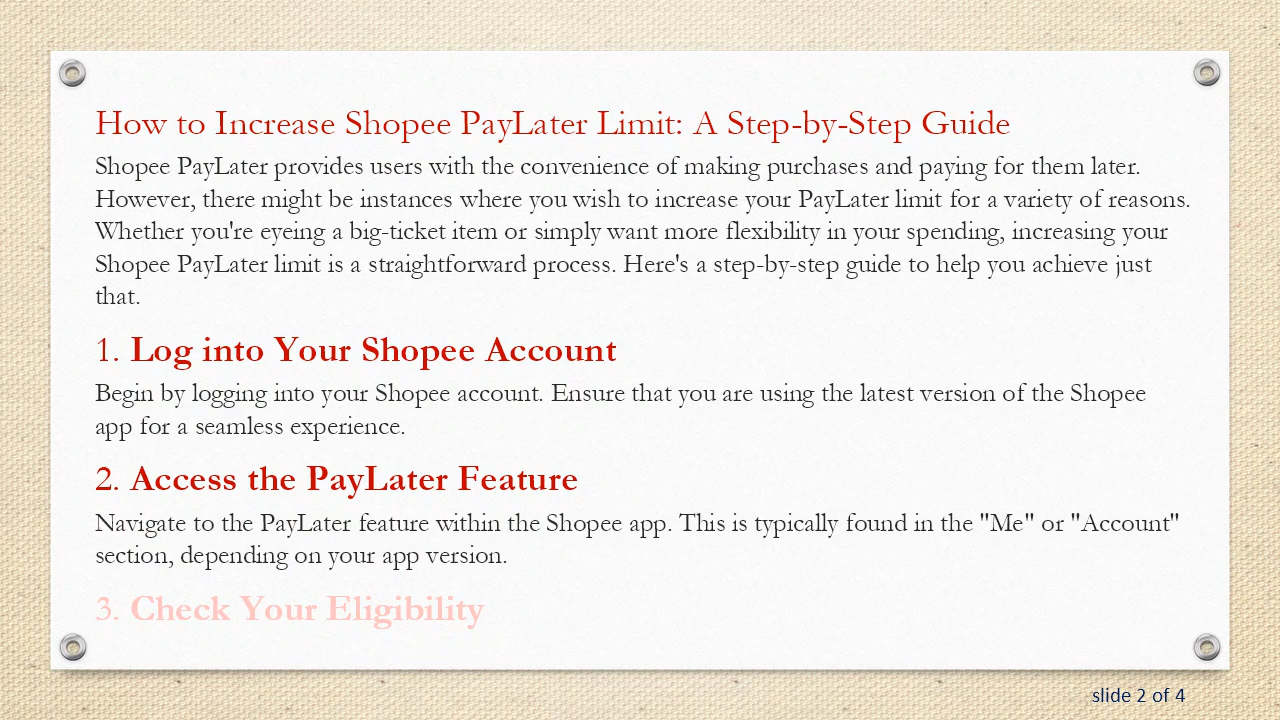 How to Increase Shopee PayLater Limit: A Step-by-Step Guide
Shopee PayLater provides users with the convenience of making purchases and paying for them later.
However, there might be instances where you wish to increase your PayLater limit for a variety of reasons.
Whether you're eyeing a big-ticket item or simply want more flexibility in your spending, increasing your
Shopee PayLater limit is a straightforward process. Here's a step-by-step guide to help you achieve just
that.
1. Log into Your Shopee Account
Begin by logging into your Shopee account. Ensure that you are using the latest version of the Shopee
app for a seamless experience.
2. Access the PayLater Feature
Navigate to the PayLater feature within the Shopee app. This is typically found in the "Me" or "Account"
section, depending on your app version.
3. Check Your Eligibility
slide 2 of 4